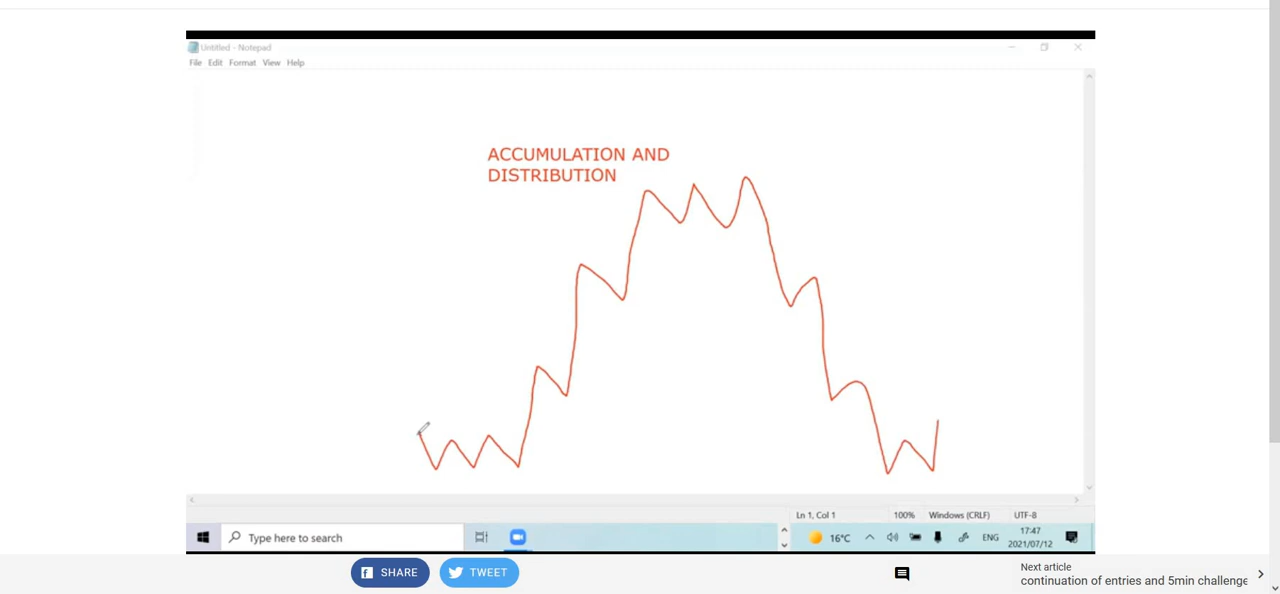 Untitled - Notepad
File Edit Format View Help
ACCUMULATION AND
DISTRIBUTION
Ln 1, Col 1 100% Windows (CRLF) UTF-8
Type here to search
16°C ENG 17:47
2021/07/12
SHARE TWEET
Next article
continuation of entries and 5min challenge